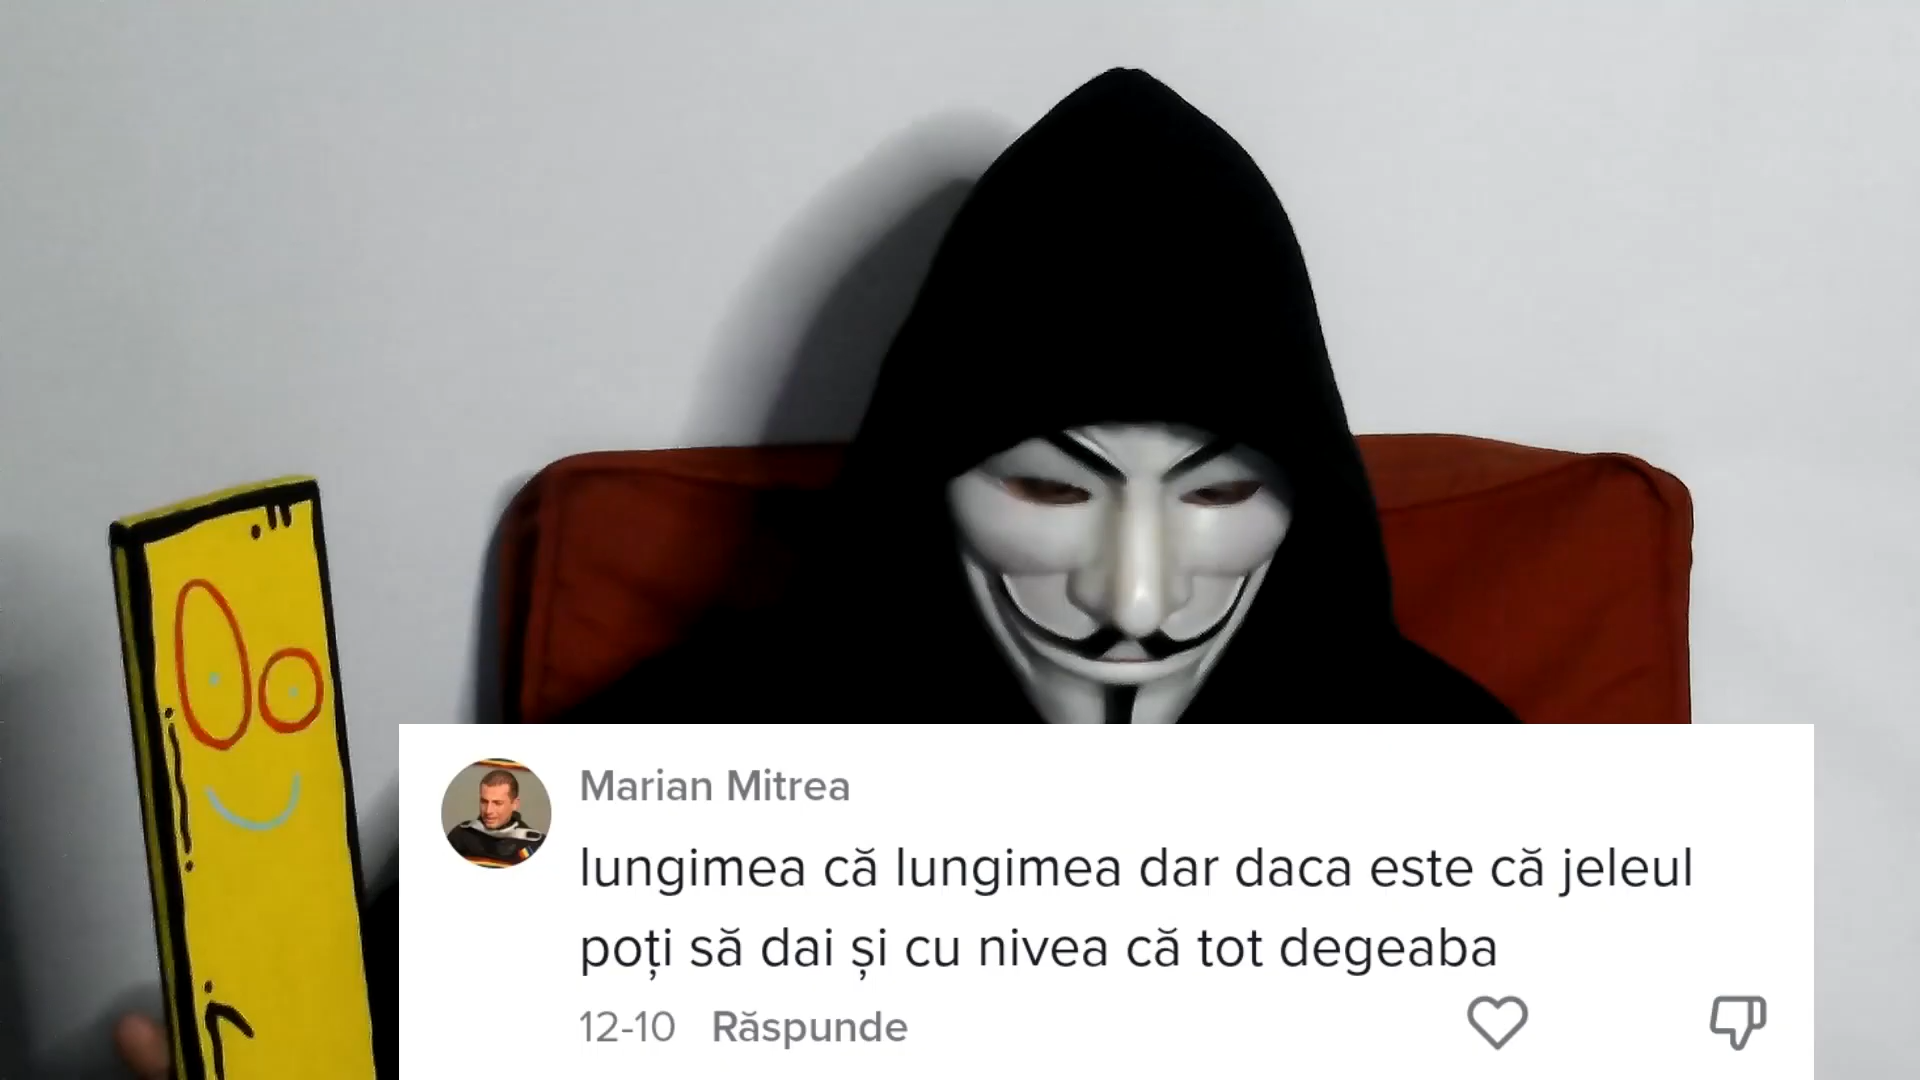 Marian Mitrea
lungimea că lungimea dar daca este că jeleul
poți să dai și cu nivea că tot degeaba
12-10 Răspunde